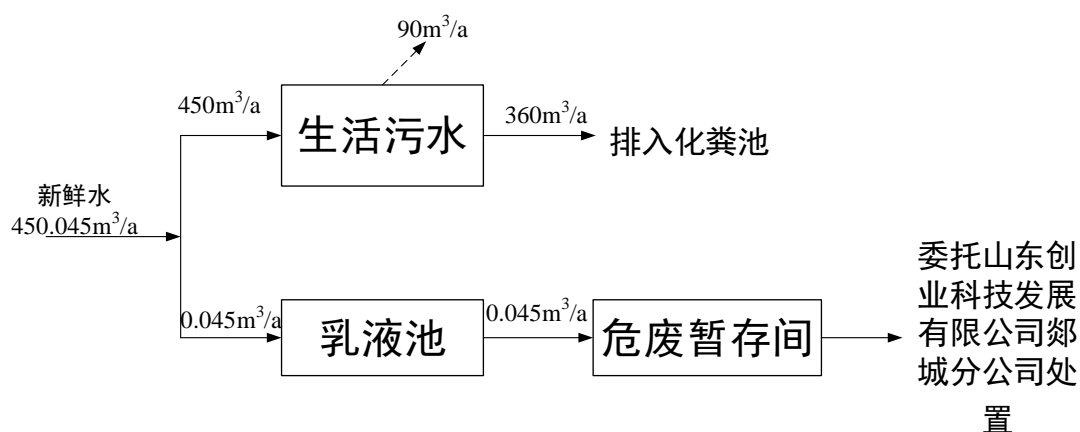 90m³/a
450m³/a
生活污水
360m³/a
排入化粪池
新鲜水
450.045m³/a
0.045m³/a
乳液池
0.045m³/a
危废暂存间
委托山东创
业科技发展
有限公司郯
城分公司处
置